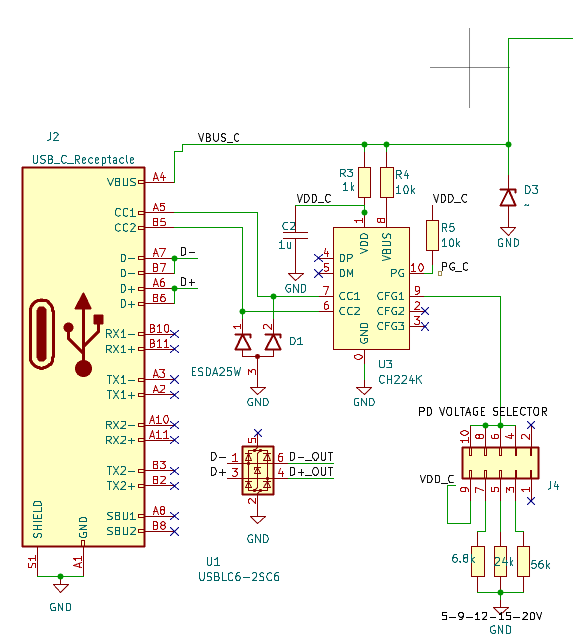 J2
USB_C_Receptacle
VBUS A4
CC1 A5
CC2 B5
D- A7 D-
D- B7
D+ A6 D+
D+ B6
RX1- B10
RX1+ B11
TX1- A3
TX1+ A2
RX2- A10
RX2+ A11
TX2- B3
TX2+ B2
SBU1 A8
SBU2 B8
SHIELD
GND
S1
A1
GND
VBUS_C
R3
1k
R4
10k
VDD_C
C2
1u
GND
1
8
VDD
VBUS
4 DP
5 DM
7 CC1
6 CC2
PG 10
CFG1 9
CFG2 2
CFG3 3
GND
0
U3
CH224K
GND
VDD_C
R5
10k
PG_C
D3
~
GND
1
2
D1
ESDA25W
3
GND
5
D- 1
D+ 3
6 D-_OUT
4 D+_OUT
2
GND
U1
USBLC6-2SC6
PD VOLTAGE SELECTOR
10
8
6
4
2
J4
VDD_C
9
7
5
3
1
6.8k
24k
56k
5-9-12-15-20V
GND